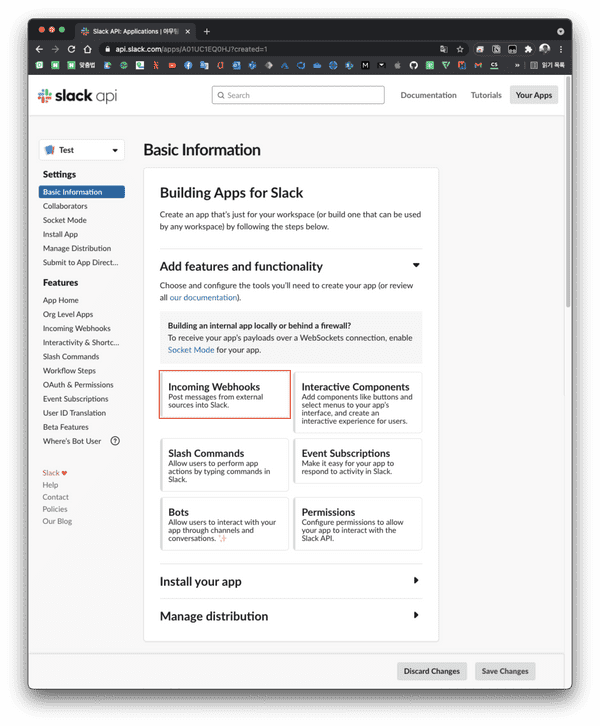 Slack API: Applications | 야무
api.slack.com/apps/A01UC1EQ0HJ?created=1
맞춤법
M
CS
»
읽기 목록
slack api
Search
Documentation
Tutorials
Your Apps
Test
Settings
Basic Information
Collaborators
Socket Mode
Install App
Manage Distribution
Submit to App Direct...
Features
App Home
Org Level Apps
Incoming Webhooks
Interactivity & Shortc...
Slash Commands
Workflow Steps
OAuth & Permissions
Event Subscriptions
User ID Translation
Beta Features
Where's Bot User ?
Slack ♥
Help
Contact
Policies
Our Blog
Basic Information
Building Apps for Slack
Create an app that's just for your workspace (or build one that can be used
by any workspace) by following the steps below.
Add features and functionality
Choose and configure the tools you'll need to create your app (or review
all our documentation).
Building an internal app locally or behind a firewall?
To receive your app's payloads over a WebSockets connection, enable
Socket Mode for your app.
Incoming Webhooks
Post messages from external
sources into Slack.
Interactive Components
Add components like buttons and
select menus to your app's
interface, and create an
interactive experience for users.
Slash Commands
Allow users to perform app
actions by typing commands in
Slack.
Event Subscriptions
Make it easy for your app to
respond to activity in Slack.
Bots
Allow users to interact with your
app through channels and
conversations. ✨
Permissions
Configure permissions to allow
your app to interact with the
Slack API.
Install your app
Manage distribution
Discard Changes
Save Changes